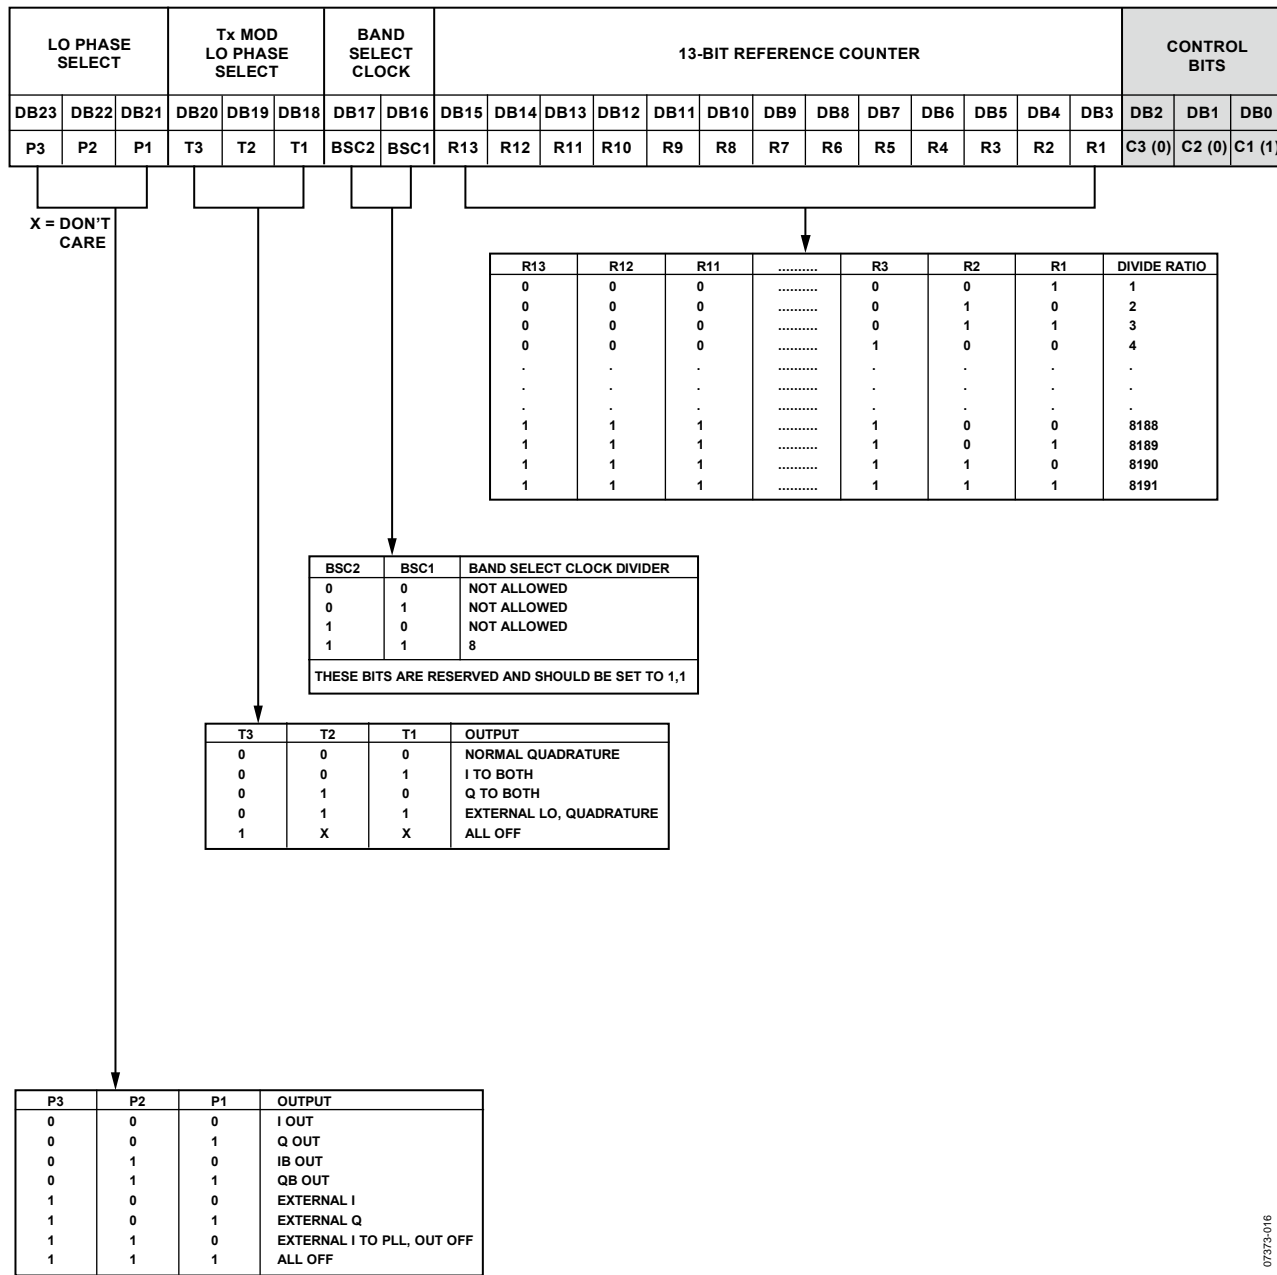 LO PHASE SELECT
Tx MOD LO PHASE SELECT
BAND SELECT CLOCK
13-BIT REFERENCE COUNTER
CONTROL BITS
DB23 DB22 DB21 DB20 DB19 DB18 DB17 DB16 DB15 DB14 DB13 DB12 DB11 DB10 DB9 DB8 DB7 DB6 DB5 DB4 DB3 DB2 DB1 DB0
P3 P2 P1 T3 T2 T1 BSC2 BSC1 R13 R12 R11 R10 R9 R8 R7 R6 R5 R4 R3 R2 R1 C3 (0) C2 (0) C1 (1)
X = DON'T CARE
R13 R12 R11 .......... R3 R2 R1 DIVIDE RATIO
0 0 0 .......... 0 0 1 1
0 0 0 .......... 0 1 0 2
0 0 0 .......... 0 1 1 3
0 0 0 .......... 1 0 0 4
. . . .......... . . . .
. . . .......... . . . .
. . . .......... . . . .
1 1 1 .......... 1 0 0 8188
1 1 1 .......... 1 0 1 8189
1 1 1 .......... 1 1 0 8190
1 1 1 .......... 1 1 1 8191
BSC2 BSC1 BAND SELECT CLOCK DIVIDER
0 0 NOT ALLOWED
0 1 NOT ALLOWED
1 0 NOT ALLOWED
1 1 8
THESE BITS ARE RESERVED AND SHOULD BE SET TO 1,1
T3 T2 T1 OUTPUT
0 0 0 NORMAL QUADRATURE
0 0 1 I TO BOTH
0 1 0 Q TO BOTH
0 1 1 EXTERNAL LO, QUADRATURE
1 X X ALL OFF
P3 P2 P1 OUTPUT
0 0 0 I OUT
0 0 1 Q OUT
0 1 0 IB OUT
0 1 1 QB OUT
1 0 0 EXTERNAL I
1 0 1 EXTERNAL Q
1 1 0 EXTERNAL I TO PLL, OUT OFF
1 1 1 ALL OFF
07373-016